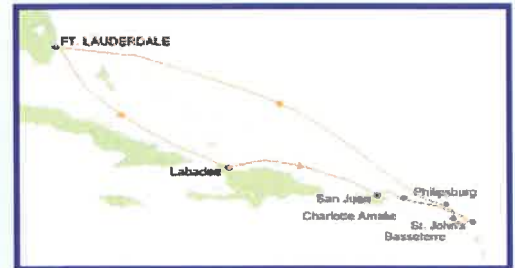 FT. LAUDERDALE
Labadee
San Juan
Philipsburg
Charlotte Amalie
St. John's
Basseterre